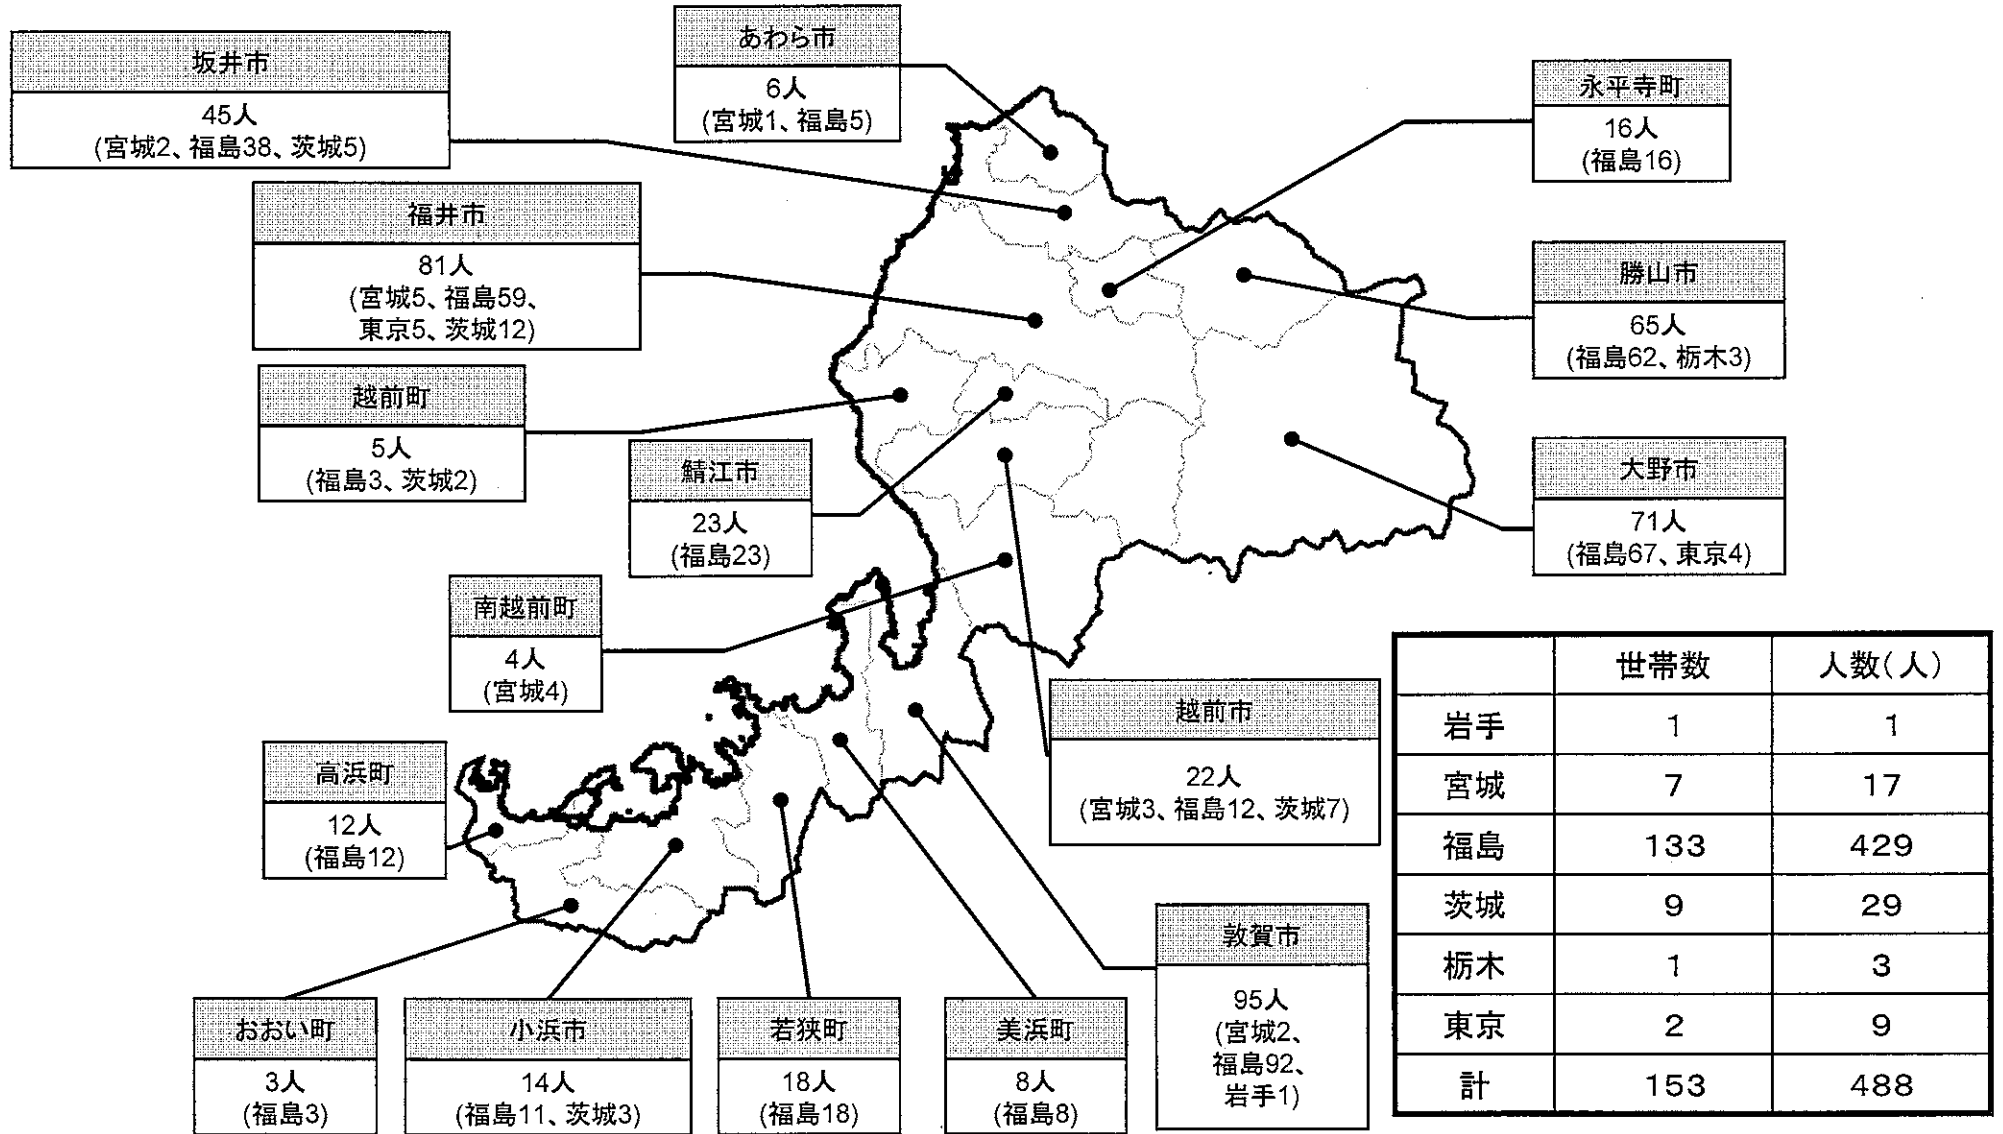 あわら市
6人
(宮城1、福島5)
坂井市
45人
(宮城2、福島38、茨城5)
永平寺町
16人
(福島16)
福井市
81人
(宮城5、福島59、
東京5、茨城12)
勝山市
65人
(福島62、栃木3)
越前町
5人
(福島3、茨城2)
鯖江市
23人
(福島23)
大野市
71人
(福島67、東京4)
南越前町
4人
(宮城4)
越前市
22人
(宮城3、福島12、茨城7)
高浜町
12人
(福島12)
敦賀市
95人
(宮城2、
福島92、
岩手1)
おおい町
3人
(福島3)
小浜市
14人
(福島11、茨城3)
若狭町
18人
(福島18)
美浜町
8人
(福島8)
世帯数 人数(人)
岩手 1 1
宮城 7 17
福島 133 429
茨城 9 29
栃木 1 3
東京 2 9
計 153 488